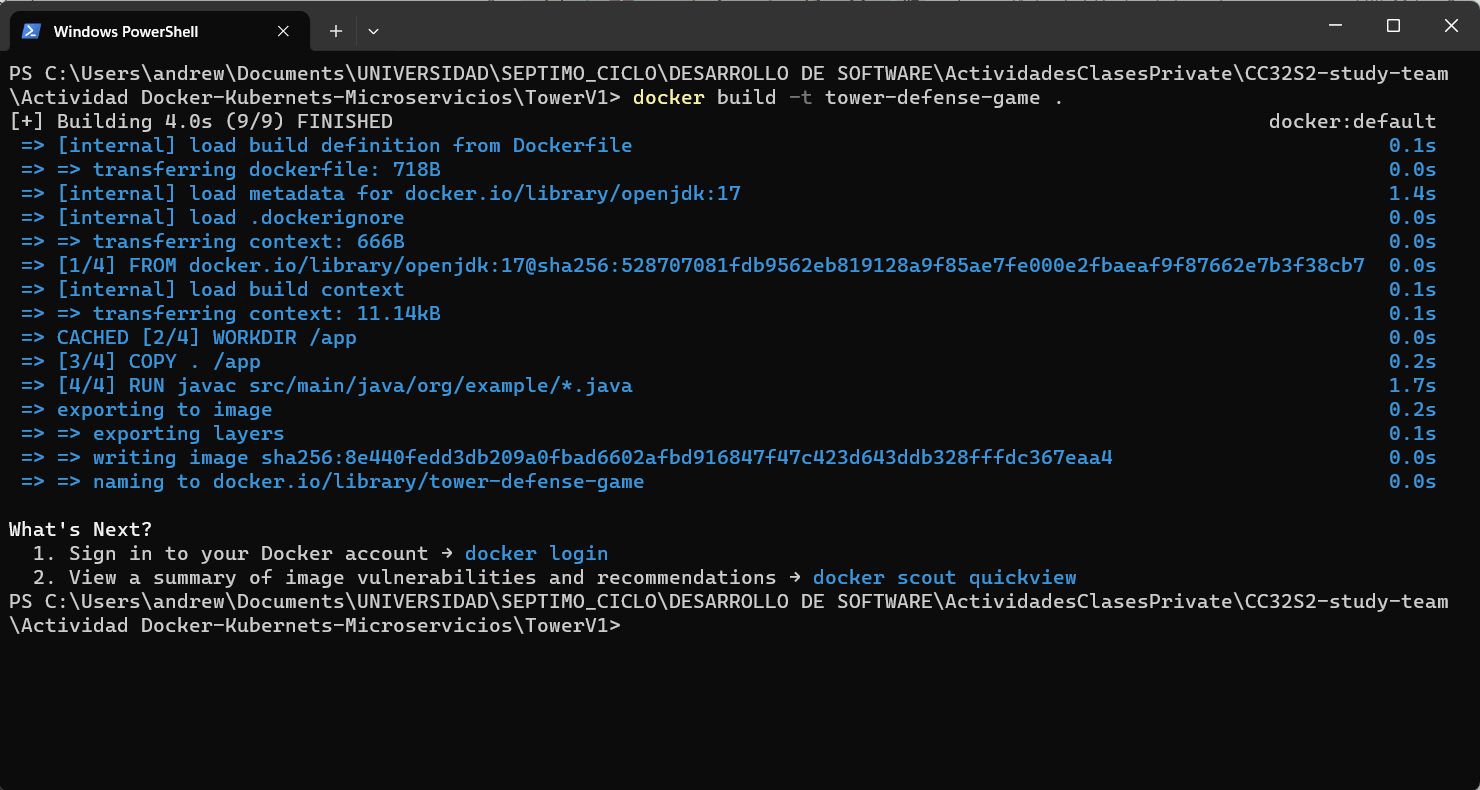 Windows PowerShell
PS C:\Users\andrew\Documents\UNIVERSIDAD\SEPTIMO_CICLO\DESARROLLO DE SOFTWARE\ActividadesClasesPrivate\CC32S2-study-team
\Actividad Docker-Kubernets-Microservicios\TowerV1> docker build -t tower-defense-game .
[+] Building 4.0s (9/9) FINISHED docker:default
=> [internal] load build definition from Dockerfile 0.1s
=> => transferring dockerfile: 718B 0.0s
=> [internal] load metadata for docker.io/library/openjdk:17 1.4s
=> [internal] load .dockerignore 0.0s
=> => transferring context: 666B 0.0s
=> [1/4] FROM docker.io/library/openjdk:17@sha256:528707081fdb9562eb819128a9f85ae7fe000e2fbaeaf9f87662e7b3f38cb7 0.0s
=> [internal] load build context 0.1s
=> => transferring context: 11.14kB 0.1s
=> CACHED [2/4] WORKDIR /app 0.0s
=> [3/4] COPY . /app 0.2s
=> [4/4] RUN javac src/main/java/org/example/*.java 1.7s
=> exporting to image 0.2s
=> => exporting layers 0.1s
=> => writing image sha256:8e440fedd3db209a0fbad6602afbd916847f47c423d643ddb328fffdc367eaa4 0.0s
=> => naming to docker.io/library/tower-defense-game 0.0s
What's Next?
1. Sign in to your Docker account → docker login
2. View a summary of image vulnerabilities and recommendations → docker scout quickview
PS C:\Users\andrew\Documents\UNIVERSIDAD\SEPTIMO_CICLO\DESARROLLO DE SOFTWARE\ActividadesClasesPrivate\CC32S2-study-team
\Actividad Docker-Kubernets-Microservicios\TowerV1>